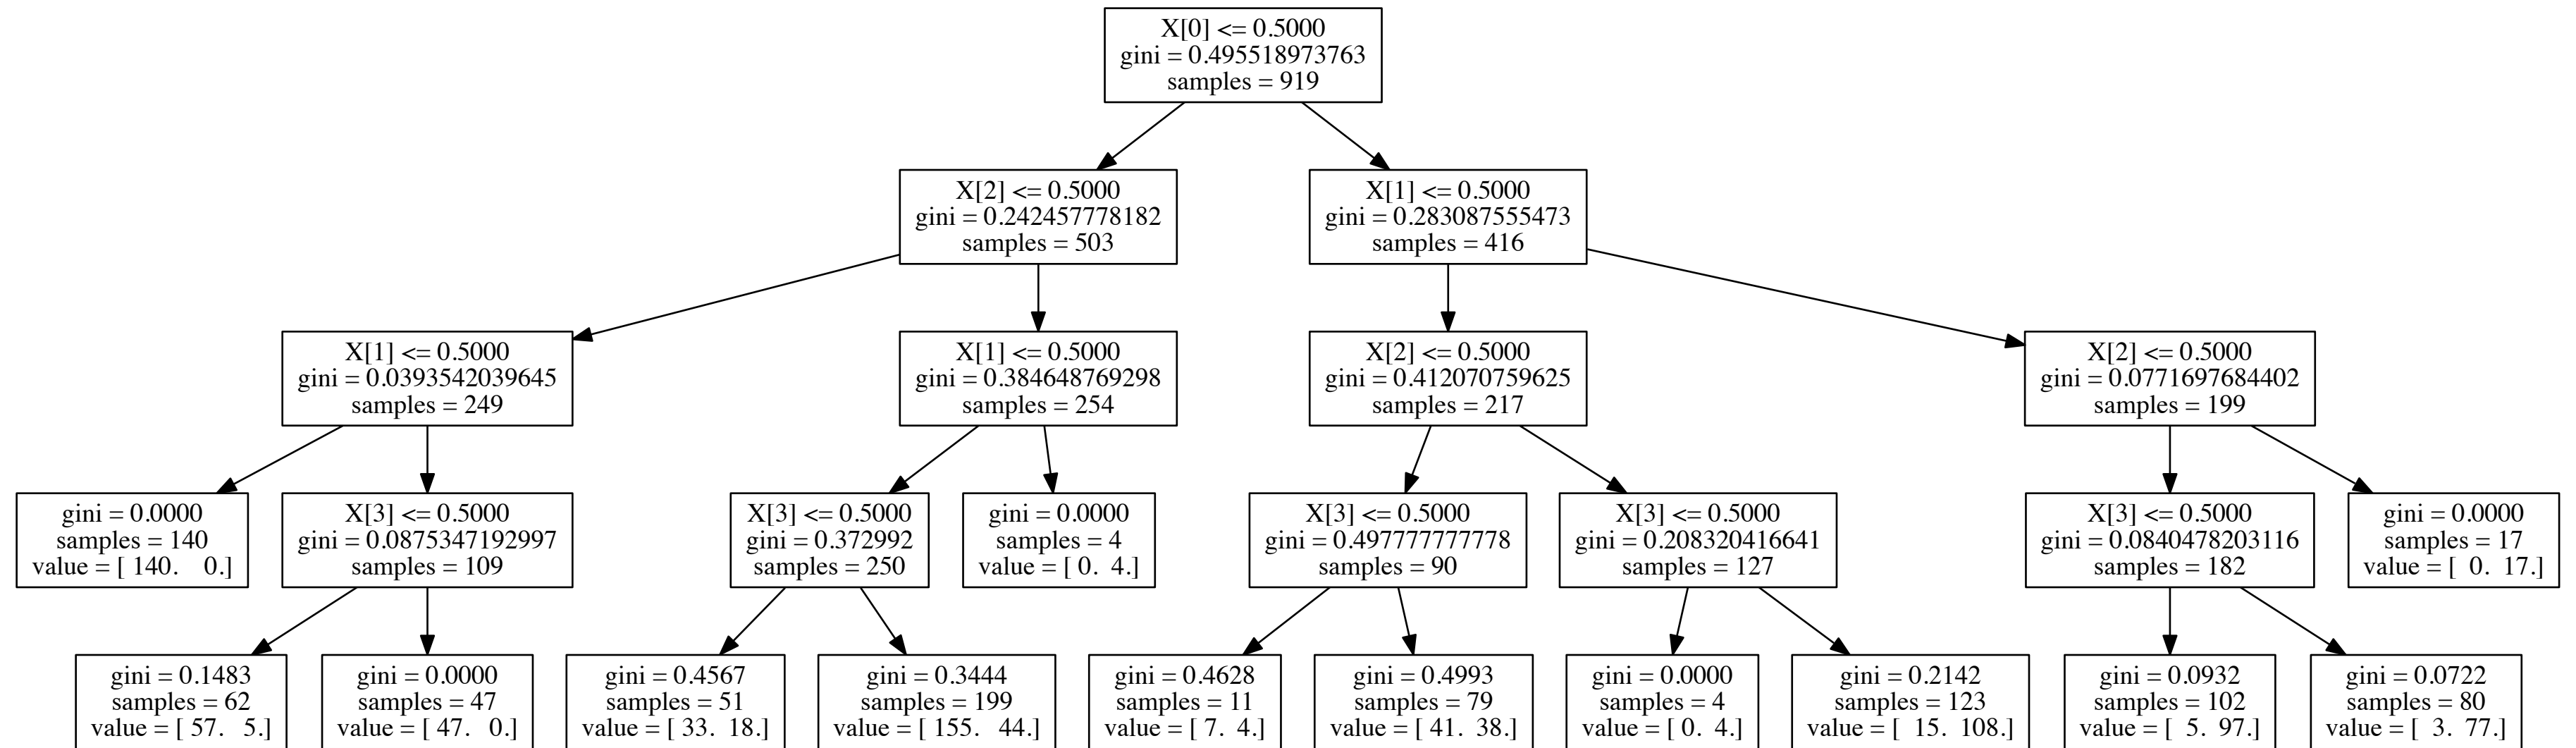 X[0] <= 0.5000
gini = 0.495518973763
samples = 919
X[2] <= 0.5000
gini = 0.242457778182
samples = 503
X[1] <= 0.5000
gini = 0.283087555473
samples = 416
X[1] <= 0.5000
gini = 0.0393542039645
samples = 249
X[1] <= 0.5000
gini = 0.384648769298
samples = 254
X[2] <= 0.5000
gini = 0.412070759625
samples = 217
X[2] <= 0.5000
gini = 0.0771697684402
samples = 199
gini = 0.0000
samples = 140
value = [ 140.   0.]
X[3] <= 0.5000
gini = 0.0875347192997
samples = 109
X[3] <= 0.5000
gini = 0.372992
samples = 250
gini = 0.0000
samples = 4
value = [ 0.  4.]
X[3] <= 0.5000
gini = 0.497777777778
samples = 90
X[3] <= 0.5000
gini = 0.208320416641
samples = 127
X[3] <= 0.5000
gini = 0.0840478203116
samples = 182
gini = 0.0000
samples = 17
value = [  0.  17.]
gini = 0.1483
samples = 62
value = [ 57.   5.]
gini = 0.0000
samples = 47
value = [ 47.   0.]
gini = 0.4567
samples = 51
value = [ 33.  18.]
gini = 0.3444
samples = 199
value = [ 155.   44.]
gini = 0.4628
samples = 11
value = [ 7.  4.]
gini = 0.4993
samples = 79
value = [ 41.  38.]
gini = 0.0000
samples = 4
value = [ 0.  4.]
gini = 0.2142
samples = 123
value = [  15.  108.]
gini = 0.0932
samples = 102
value = [  5.  97.]
gini = 0.0722
samples = 80
value = [  3.  77.]